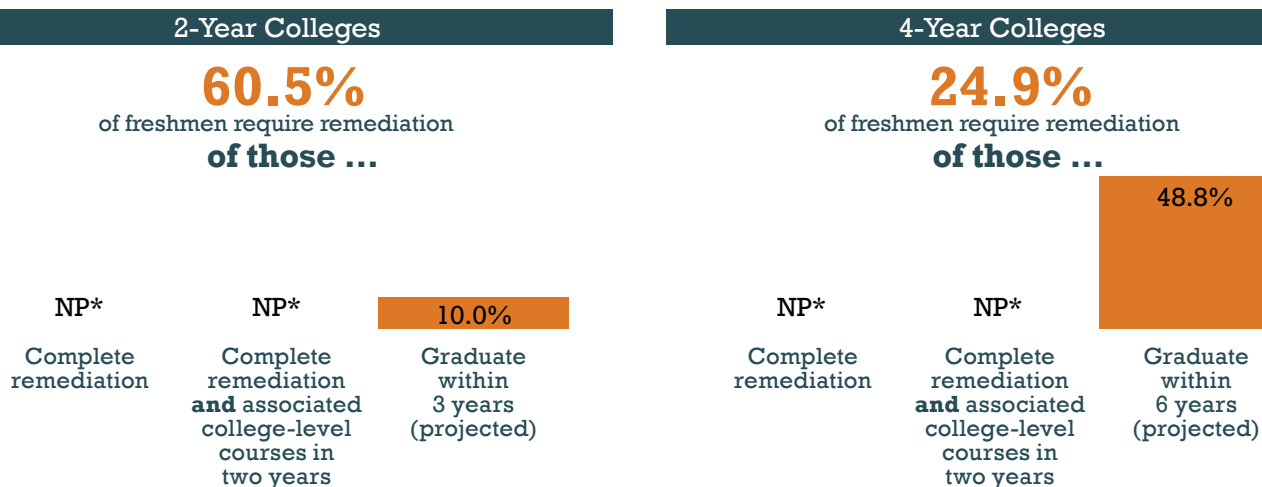 2-Year Colleges
60.5%
of freshmen require remediation
of those ...
NP*
NP*
10.0%
Complete
remediation
Complete
remediation
and associated
college-level
courses in
two years
Graduate
within
3 years
(projected)
4-Year Colleges
24.9%
of freshmen require remediation
of those ...
48.8%
NP*
NP*
Complete
remediation
Complete
remediation
and associated
college-level
courses in
two years
Graduate
within
6 years
(projected)